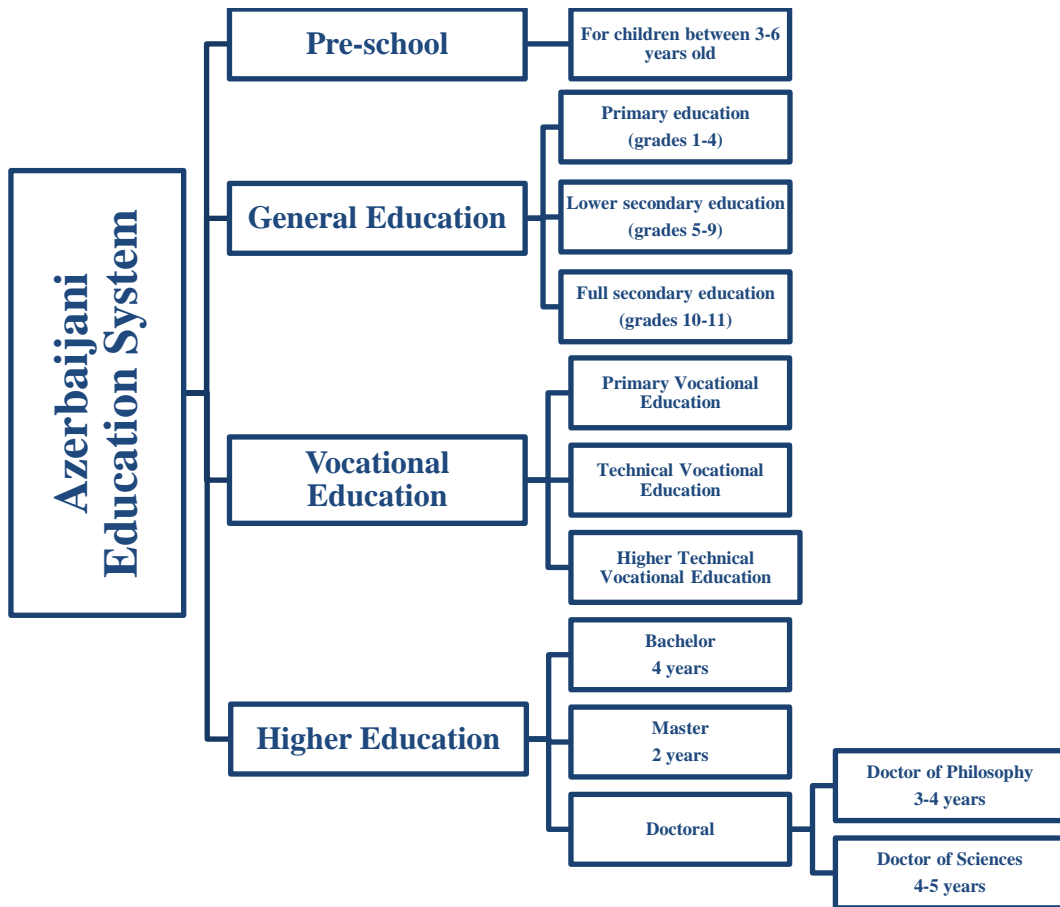 Azerbaijani
Education System
Pre-school
For children between 3-6
years old
General Education
Primary education
(grades 1-4)
Lower secondary education
(grades 5-9)
Full secondary education
(grades 10-11)
Vocational
Education
Primary Vocational
Education
Technical Vocational
Education
Higher Technical
Vocational Education
Higher Education
Bachelor
4 years
Master
2 years
Doctoral
Doctor of Philosophy
3-4 years
Doctor of Sciences
4-5 years